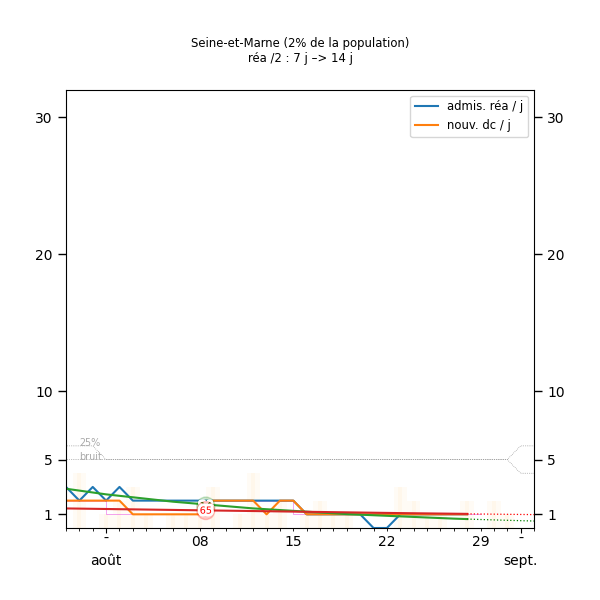 Seine-et-Marne (2% de la population)
réa /2 : 7 j –> 14 j
admis. réa / j
nouv. dc / j
30 30
20 20
10 10
25%
bruit
5 5
65
1 1
- 08 15 22 29 -
août sept.